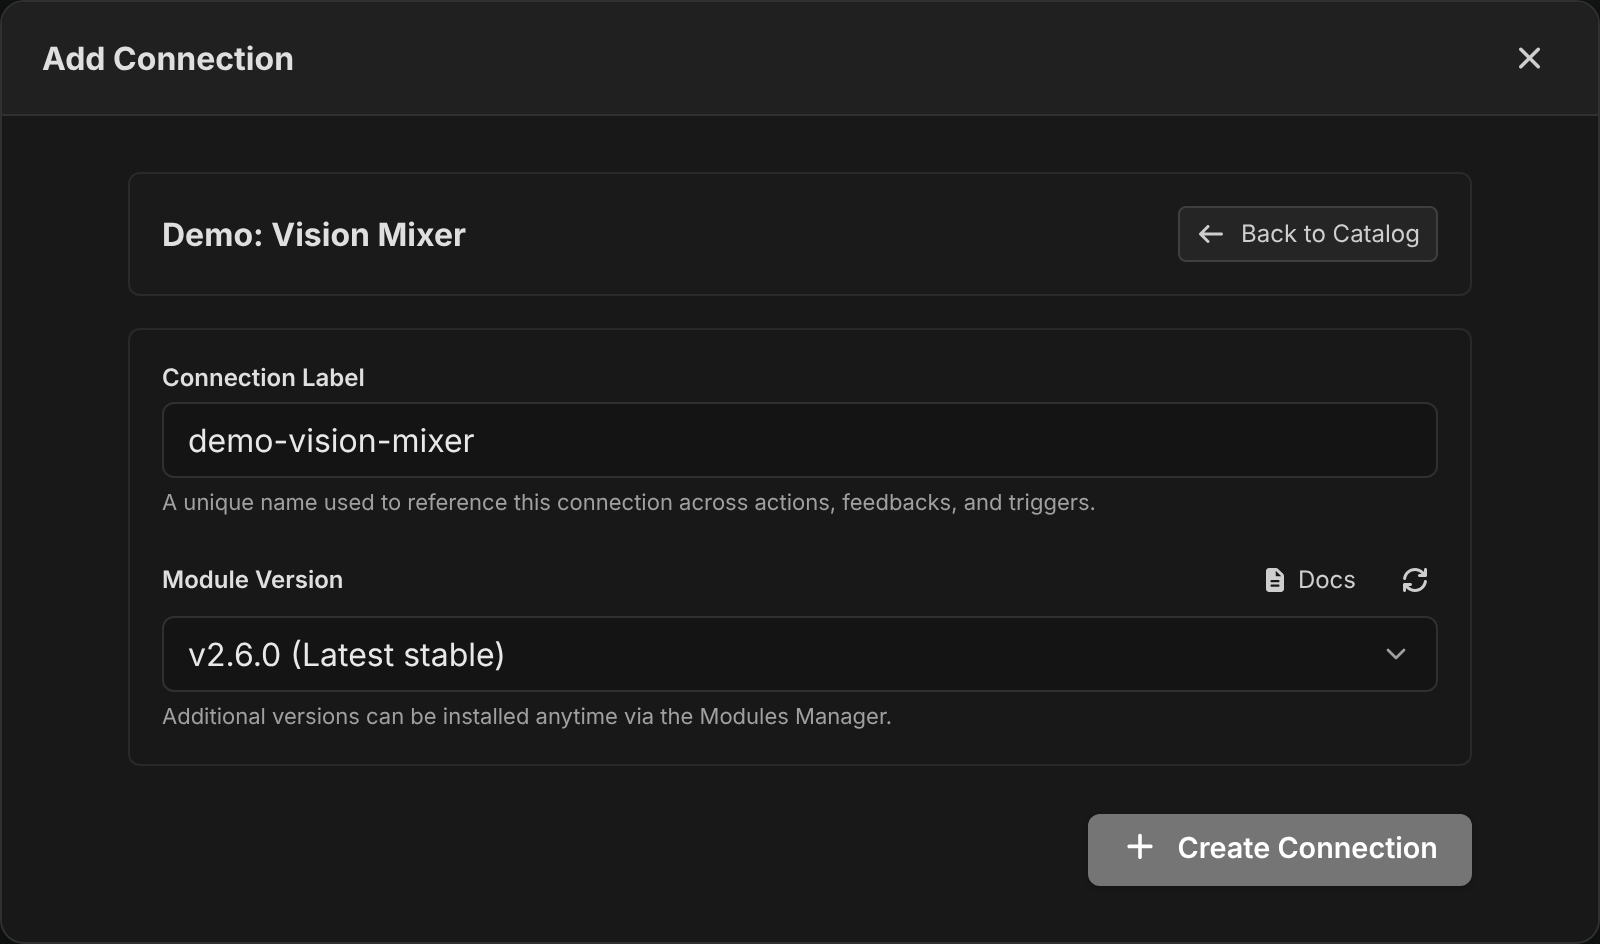 Add Connection
Demo: Vision Mixer
Back to Catalog
Connection Label
demo-vision-mixer
A unique name used to reference this connection across actions, feedbacks, and triggers.
Module Version
Docs
v2.6.0 (Latest stable)
Additional versions can be installed anytime via the Modules Manager.
Create Connection